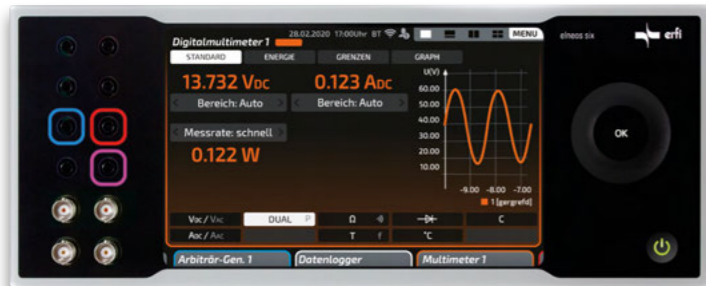 28.02.2020 17:00Uhr BT MENU
Digitalmultimeter 1
elneos six erfi
STANDARD ENERGIE GRENZEN GRAPH
13.732 VDC 0.123 ADC
Bereich: Auto Bereich: Auto
Messrate: schnell
0.122 W
U(V)
60.00
50.00
40.00
30.00
20.00
10.00
-9.00 -8.00 -7.00
1 [gergrefd]
OK
VDC / VAC DUAL P Ω C
ADC / AAC T f °C
Arbiträr-Gen. 1 Datenlogger Multimeter 1